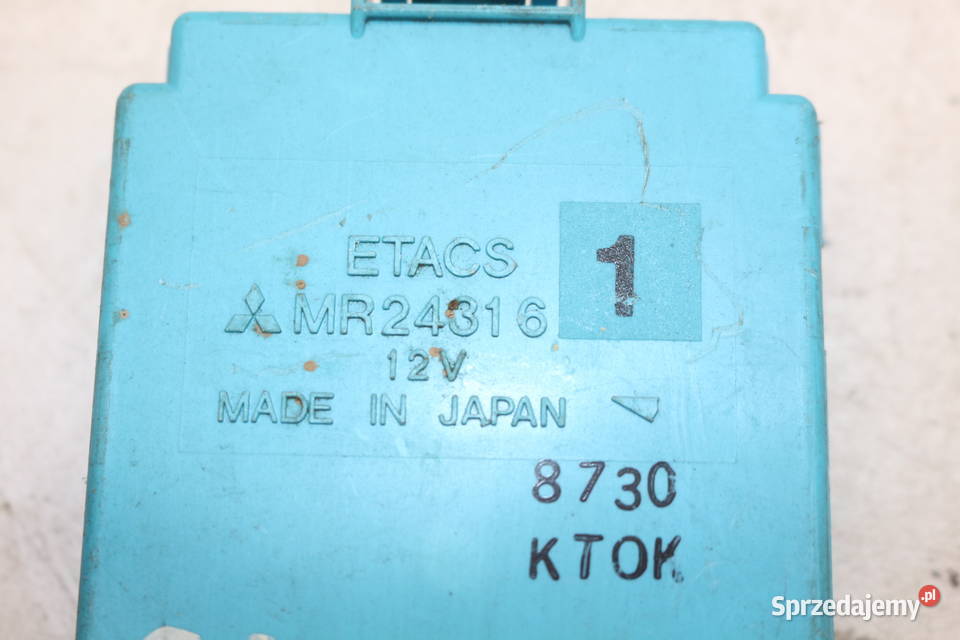 ETACS
MR24316 1
12V
MADE IN JAPAN
8730
KTOK
Sprzedajemy.pl